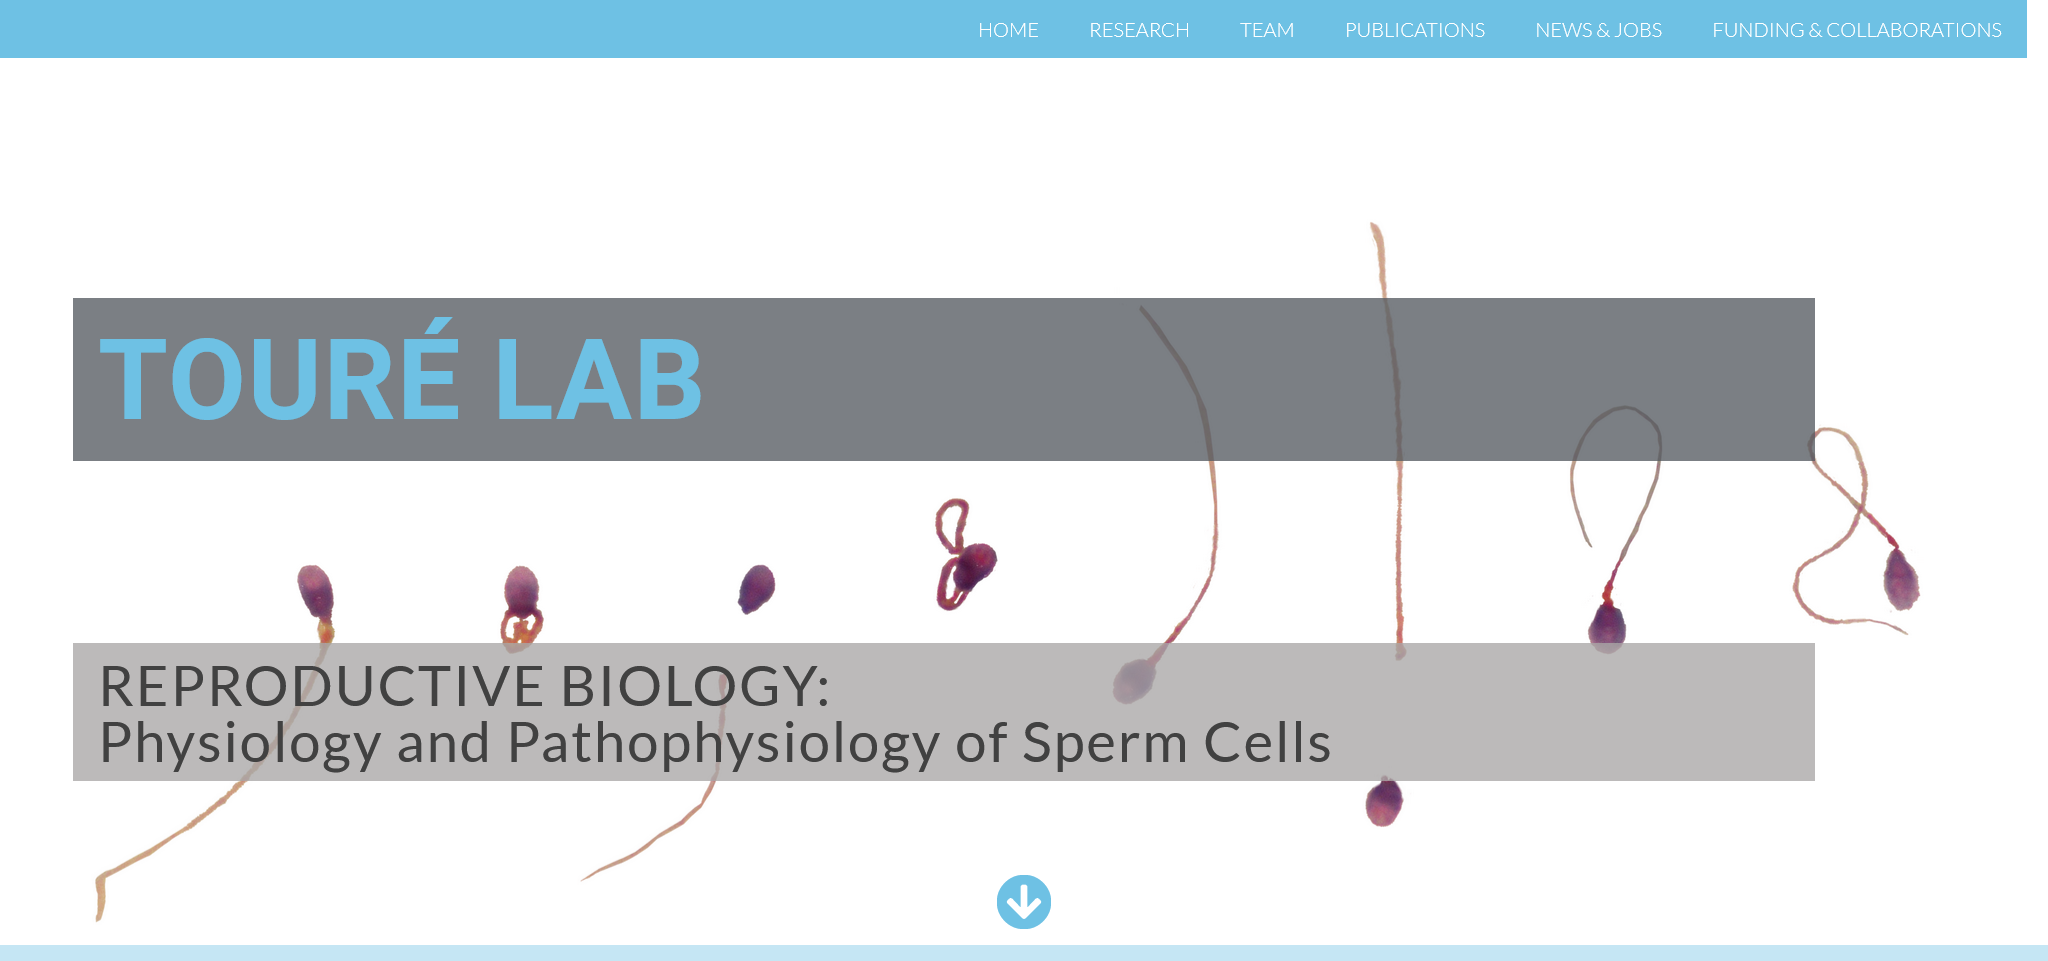 HOME RESEARCH TEAM PUBLICATIONS NEWS & JOBS FUNDING & COLLABORATIONS
TOURÉ LAB
REPRODUCTIVE BIOLOGY:
Physiology and Pathophysiology of Sperm Cells